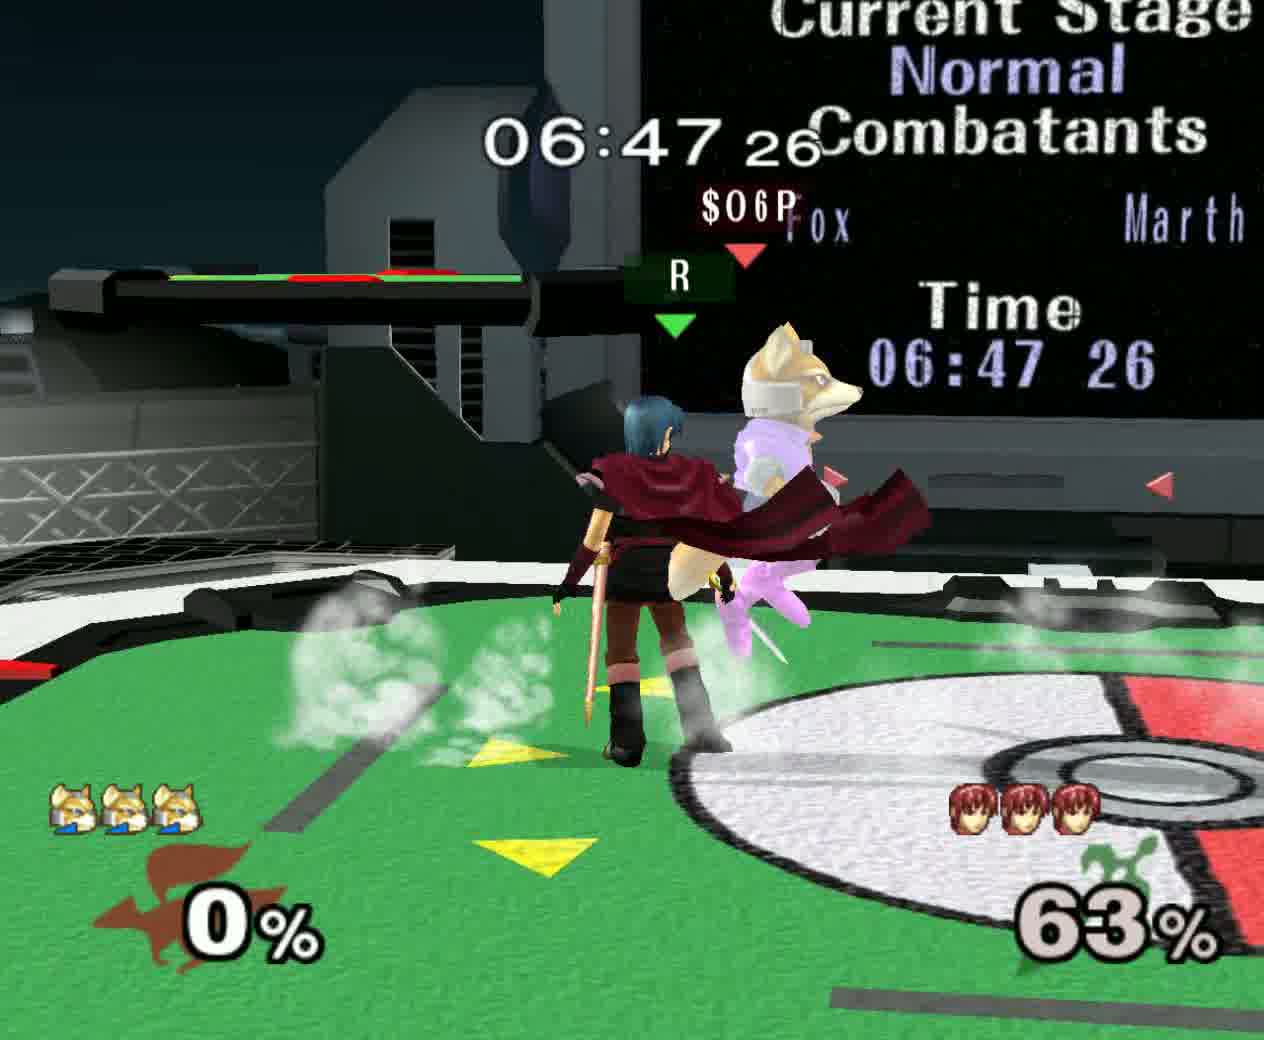 Current Stage
Normal
06:47 26
Combatants
$06P
Fox
Marth
R
Time
06:47 26
0%
63%